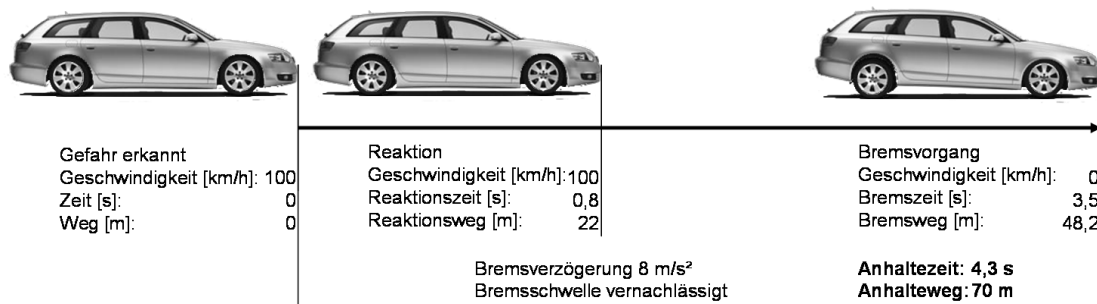 Gefahr erkannt
Geschwindigkeit [km/h]: 100
Zeit [s]: 0
Weg [m]: 0
Reaktion
Geschwindigkeit [km/h]: 100
Reaktionszeit [s]: 0,8
Reaktionsweg [m]: 22
Bremsvorgang
Geschwindigkeit [km/h]: 0
Bremszeit [s]: 3,5
Bremsweg [m]: 48,2
Bremsverzögerung 8 m/s²
Bremsschwelle vernachlässigt
Anhaltezeit: 4,3 s
Anhalteweg: 70 m